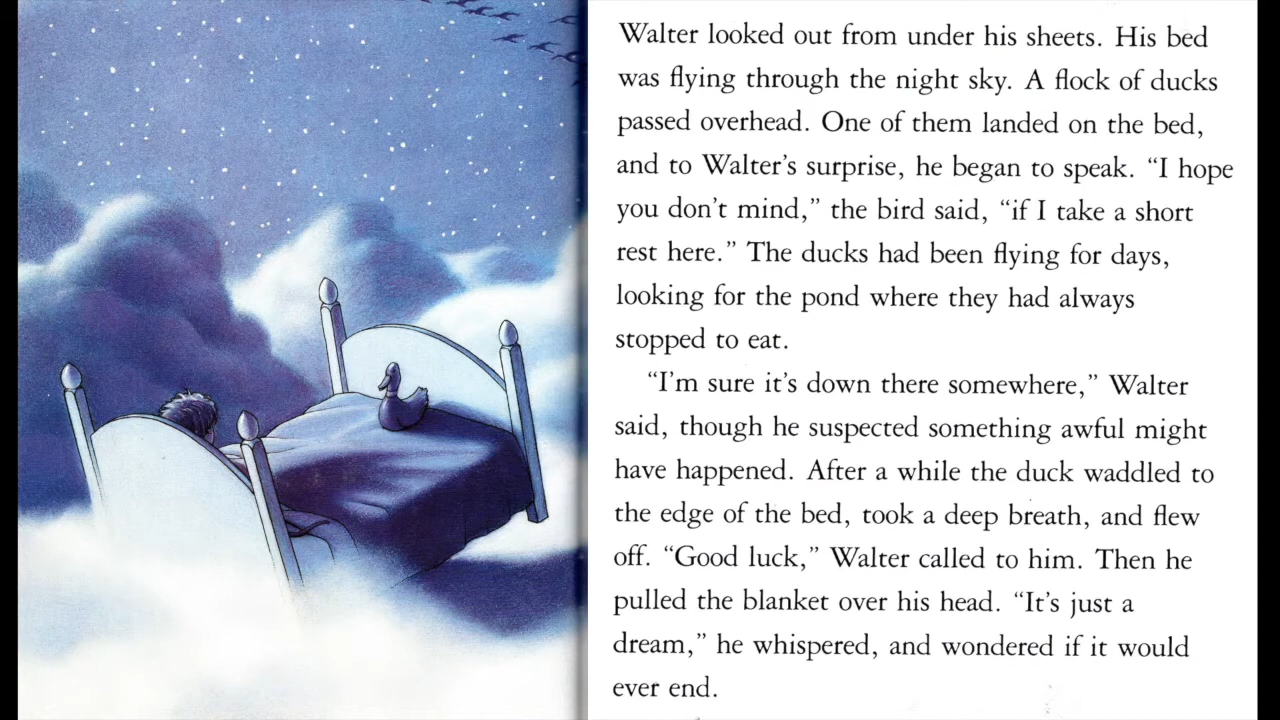 Walter looked out from under his sheets. His bed
was flying through the night sky. A flock of ducks
passed overhead. One of them landed on the bed,
and to Walter’s surprise, he began to speak. “I hope
you don’t mind,” the bird said, “if I take a short
rest here.” The ducks had been flying for days,
looking for the pond where they had always
stopped to eat.
“I’m sure it’s down there somewhere,” Walter
said, though he suspected something awful might
have happened. After a while the duck waddled to
the edge of the bed, took a deep breath, and flew
off. “Good luck,” Walter called to him. Then he
pulled the blanket over his head. “It’s just a
dream,” he whispered, and wondered if it would
ever end.